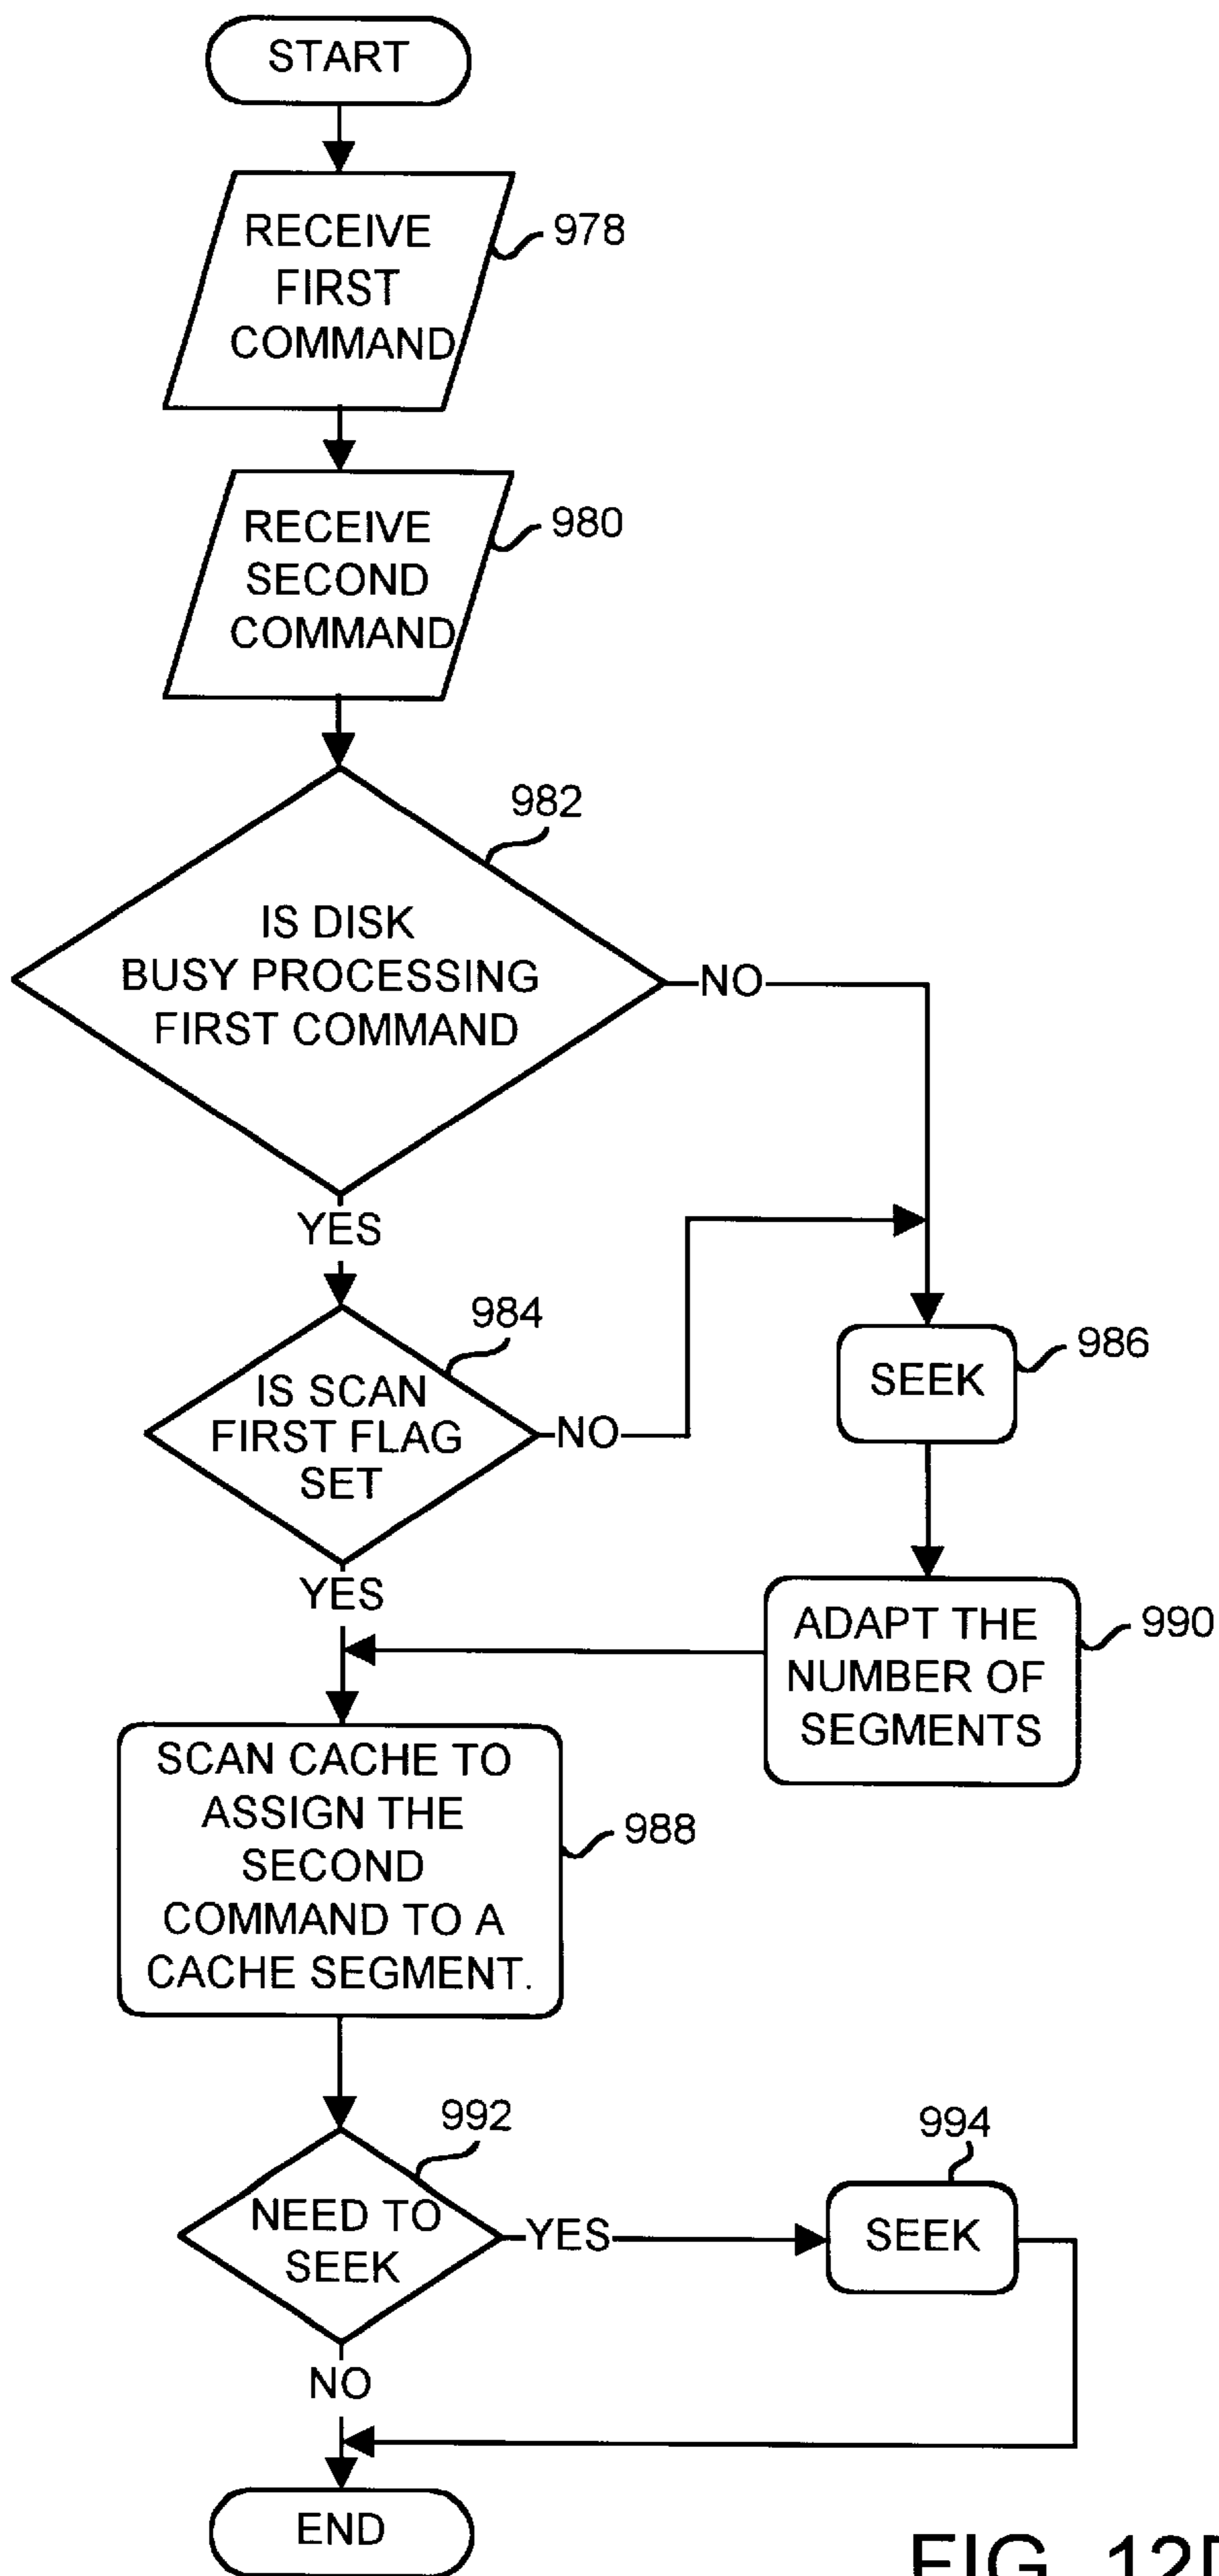 START
RECEIVE
FIRST
COMMAND
978
RECEIVE
SECOND
COMMAND
980
982
IS DISK
BUSY PROCESSING
FIRST COMMAND
NO
YES
984
IS SCAN
FIRST FLAG
SET
NO
986
SEEK
YES
ADAPT THE
NUMBER OF
SEGMENTS
990
SCAN CACHE TO
ASSIGN THE
SECOND
COMMAND TO A
CACHE SEGMENT.
988
992
NEED TO
SEEK
YES
994
SEEK
NO
END
FIG. 12